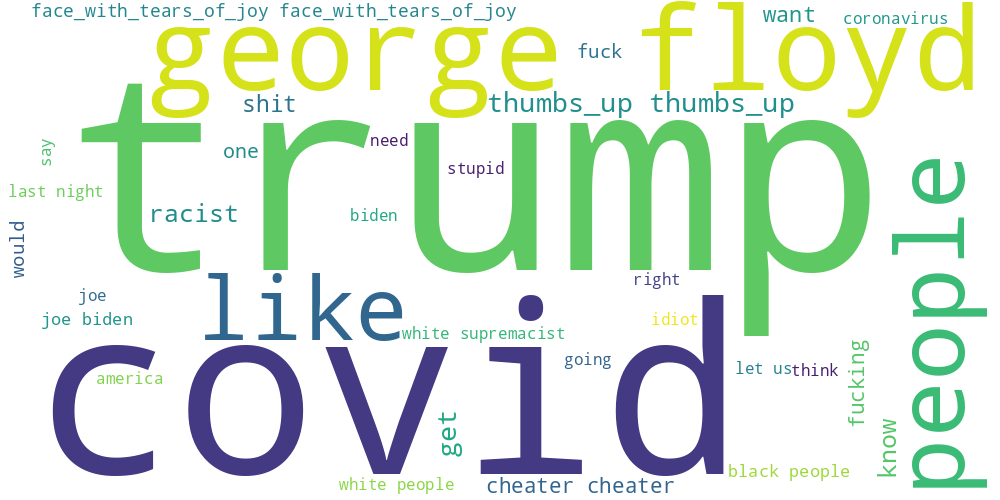 face_with_tears_of_joy face_with_tears_of_joy
want
coronavirus
george floyd
fuck
shit
thumbs_up thumbs_up
trump
need
say
one
stupid
people
last night
racist
biden
would
like
right
joe
joe biden
white supremacist
idiot
covid
going
let us
think
america
fucking
get
know
black people
white people
cheater cheater